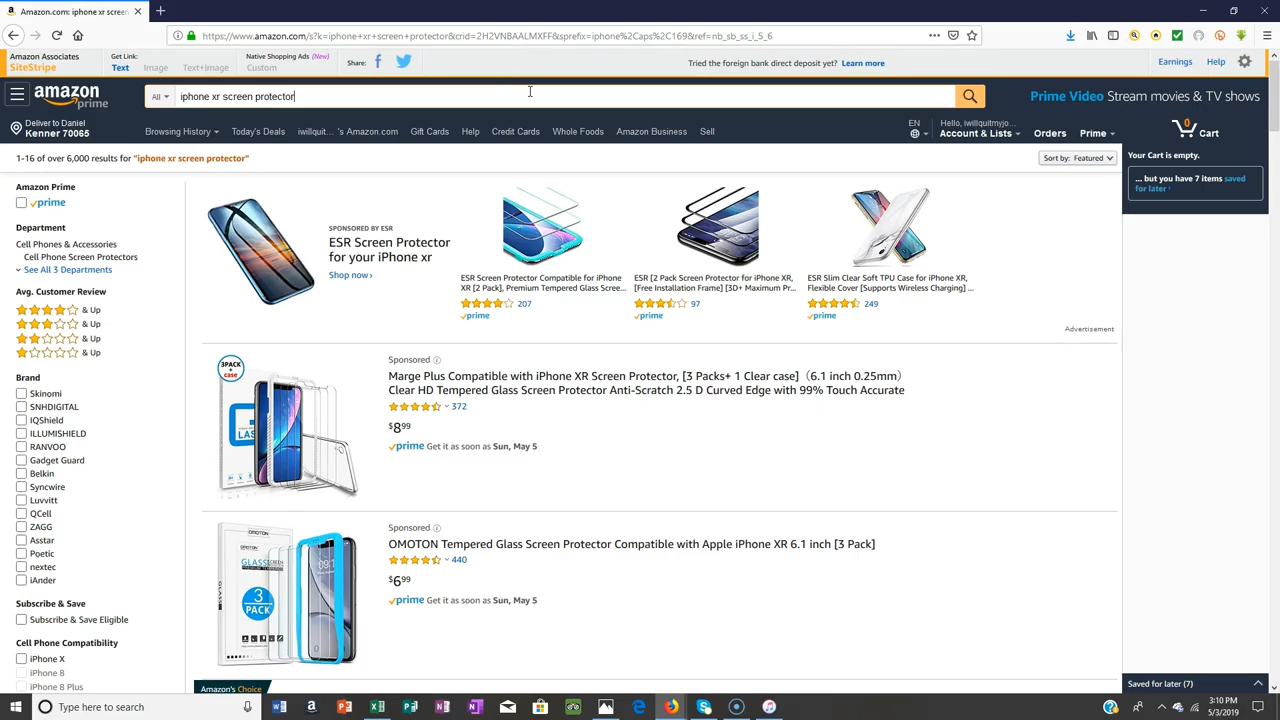 Amazon.com: iphone xr screen
https://www.amazon.com/s?k=iphone+xr+screen+protector&crid=2H2VNBAALMXFF&sprefix=iphone%2Caps%2C169&ref=nb_sb_ss_i_5_6
Amazon Associates
SiteStripe
Get Link:
Text Image Text+Image
Native Shopping Ads (New)
Custom
Share:
Tried the foreign bank direct deposit yet? Learn more
Earnings Help
amazon
prime
All
iphone xr screen protector
Prime Video Stream movies & TV shows
Deliver to Daniel
Kenner 70065
Browsing History Today's Deals iwillquit... 's Amazon.com Gift Cards Help Credit Cards Whole Foods Amazon Business Sell
EN
Hello, iwillquitmyjo...
Account & Lists Orders Prime
0
Cart
1-16 of over 6,000 results for "iphone xr screen protector"
Sort by: Featured
Your Cart is empty.
... but you have 7 items saved
for later ›
Amazon Prime
prime
Department
Cell Phones & Accessories
Cell Phone Screen Protectors
See All 3 Departments
Avg. Customer Review
& Up
& Up
& Up
& Up
Brand
Skinomi
SNHDIGITAL
IQShield
ILLUMISHIELD
RANVOO
Gadget Guard
Belkin
Syncwire
Luvvitt
QCell
ZAGG
Asstar
Poetic
nextec
iAnder
Subscribe & Save
Subscribe & Save Eligible
Cell Phone Compatibility
iPhone X
iPhone 8
iPhone 8 Plus
SPONSORED BY ESR
ESR Screen Protector
for your iPhone xr
Shop now ›
ESR Screen Protector Compatible for iPhone
XR [2 Pack], Premium Tempered Glass Scree...
207
prime
ESR [2 Pack Screen Protector for iPhone XR,
[Free Installation Frame] [3D+ Maximum Pr...
97
prime
ESR Slim Clear Soft TPU Case for iPhone XR,
Flexible Cover [Supports Wireless Charging] ...
249
prime
Advertisement
3PACK
+
case
Sponsored
Marge Plus Compatible with iPhone XR Screen Protector, [3 Packs+ 1 Clear case]（6.1 inch 0.25mm）
Clear HD Tempered Glass Screen Protector Anti-Scratch 2.5 D Curved Edge with 99% Touch Accurate
372
$899
prime Get it as soon as Sun, May 5
OMOTON
GLASS
3
PACK
Sponsored
OMOTON Tempered Glass Screen Protector Compatible with Apple iPhone XR 6.1 inch [3 Pack]
440
$699
prime Get it as soon as Sun, May 5
Amazon's Choice
Saved for later (7)
Type here to search
3:10 PM
5/3/2019